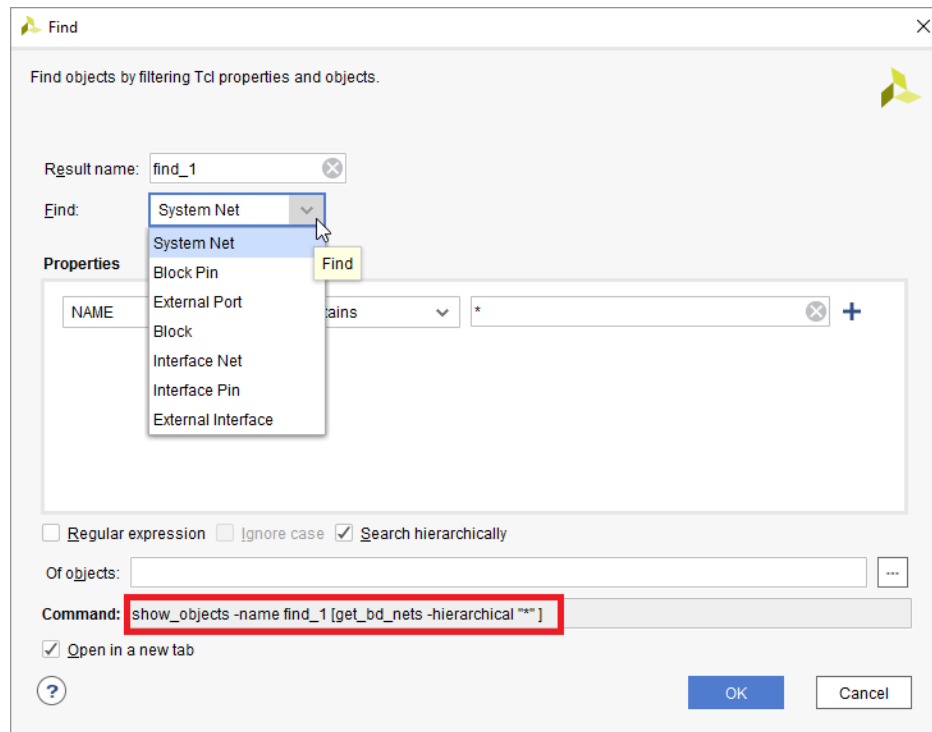 Find
Find objects by filtering Tcl properties and objects.
Result name: find_1
Find: System Net
System Net
Find
Block Pin
Properties
External Port
NAME tains *
Block
Interface Net
Interface Pin
External Interface
Regular expression Ignore case Search hierarchically
Of objects: ...
Command: show_objects -name find_1 [get_bd_nets -hierarchical "*" ]
Open in a new tab
? OK Cancel